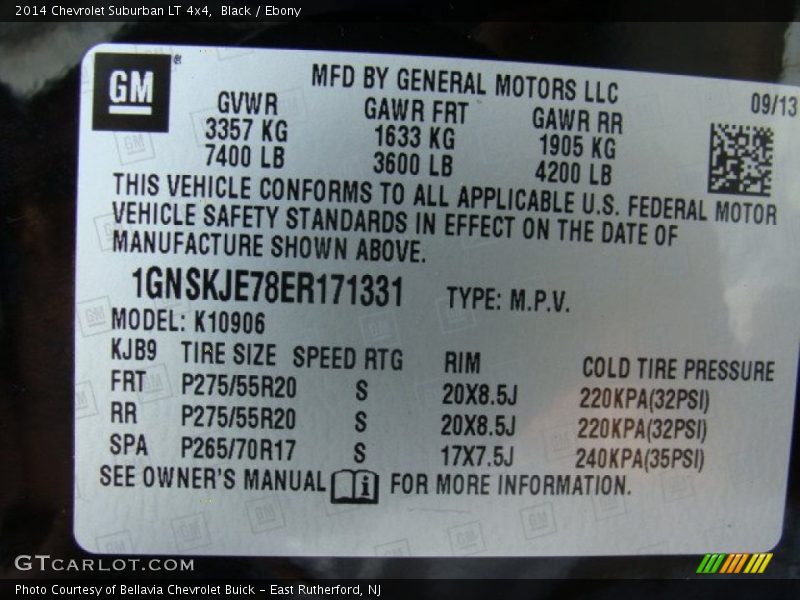 2014 Chevrolet Suburban LT 4x4,  Black / Ebony
GM®
MFD BY GENERAL MOTORS LLC
09/13
GVWR GAWR FRT GAWR RR
3357 KG 1633 KG 1905 KG
7400 LB 3600 LB 4200 LB
THIS VEHICLE CONFORMS TO ALL APPLICABLE U.S. FEDERAL MOTOR
VEHICLE SAFETY STANDARDS IN EFFECT ON THE DATE OF
MANUFACTURE SHOWN ABOVE.
1GNSKJE78ER171331 TYPE: M.P.V.
MODEL: K10906
KJB9 TIRE SIZE SPEED RTG RIM COLD TIRE PRESSURE
FRT P275/55R20 S 20X8.5J 220KPA(32PSI)
RR P275/55R20 S 20X8.5J 220KPA(32PSI)
SPA P265/70R17 S 17X7.5J 240KPA(35PSI)
SEE OWNER'S MANUAL i FOR MORE INFORMATION.
GTCARLOT.COM
Photo Courtesy of Bellavia Chevrolet Buick – East Rutherford, NJ